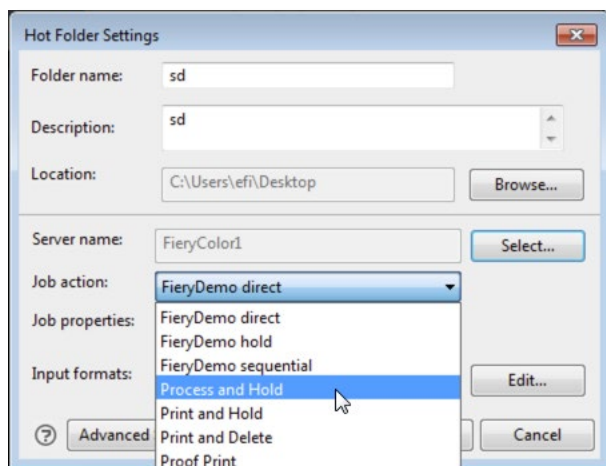 Hot Folder Settings
Folder name: sd
Description: sd
Location: C:\Users\efi\Desktop Browse...
Server name: FieryColor1 Select...
Job action: FieryDemo direct
Job properties: FieryDemo direct
FieryDemo hold
Input formats: FieryDemo sequential Edit...
Process and Hold
Print and Hold
? Advanced Print and Delete Cancel
Proof Print